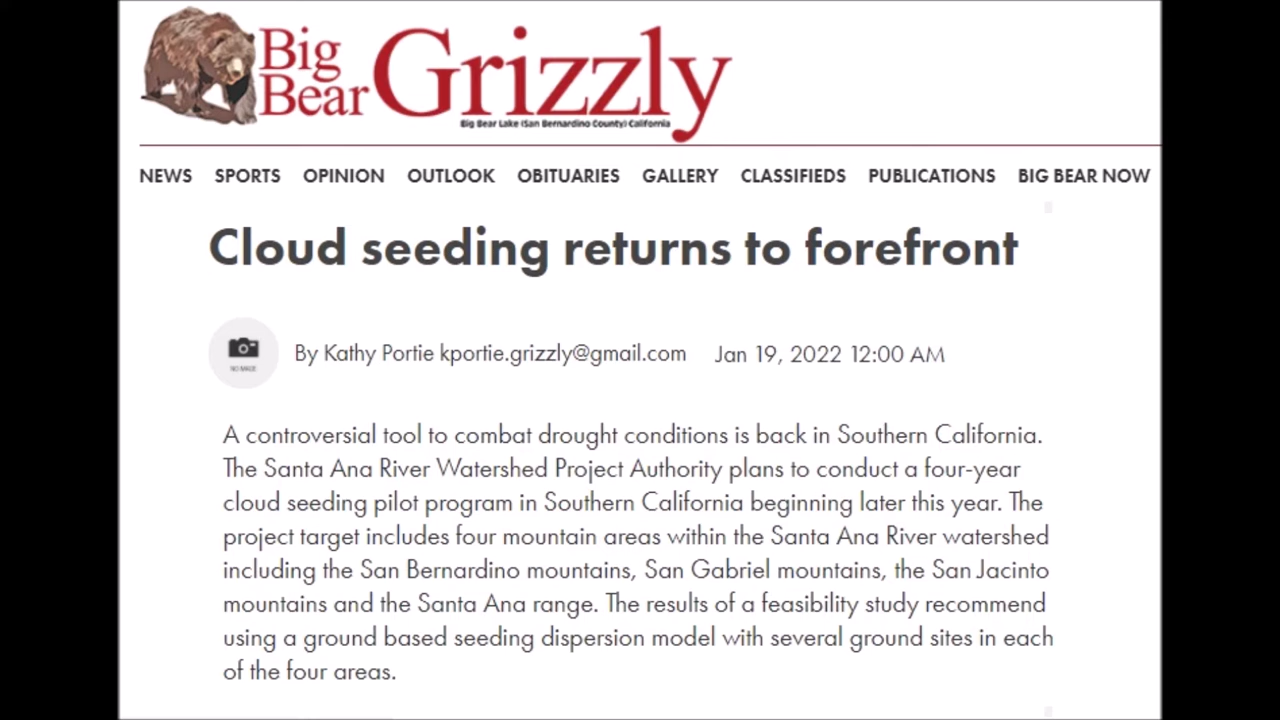 Big
Bear
Grizzly
Big Bear Lake (San Bernardino County) California
NEWS SPORTS OPINION OUTLOOK OBITUARIES GALLERY CLASSIFIEDS PUBLICATIONS BIG BEAR NOW
Cloud seeding returns to forefront
NO IMAGE
By Kathy Portie kportie.grizzly@gmail.com Jan 19, 2022 12:00 AM
A controversial tool to combat drought conditions is back in Southern California.
The Santa Ana River Watershed Project Authority plans to conduct a four-year
cloud seeding pilot program in Southern California beginning later this year. The
project target includes four mountain areas within the Santa Ana River watershed
including the San Bernardino mountains, San Gabriel mountains, the San Jacinto
mountains and the Santa Ana range. The results of a feasibility study recommend
using a ground based seeding dispersion model with several ground sites in each
of the four areas.